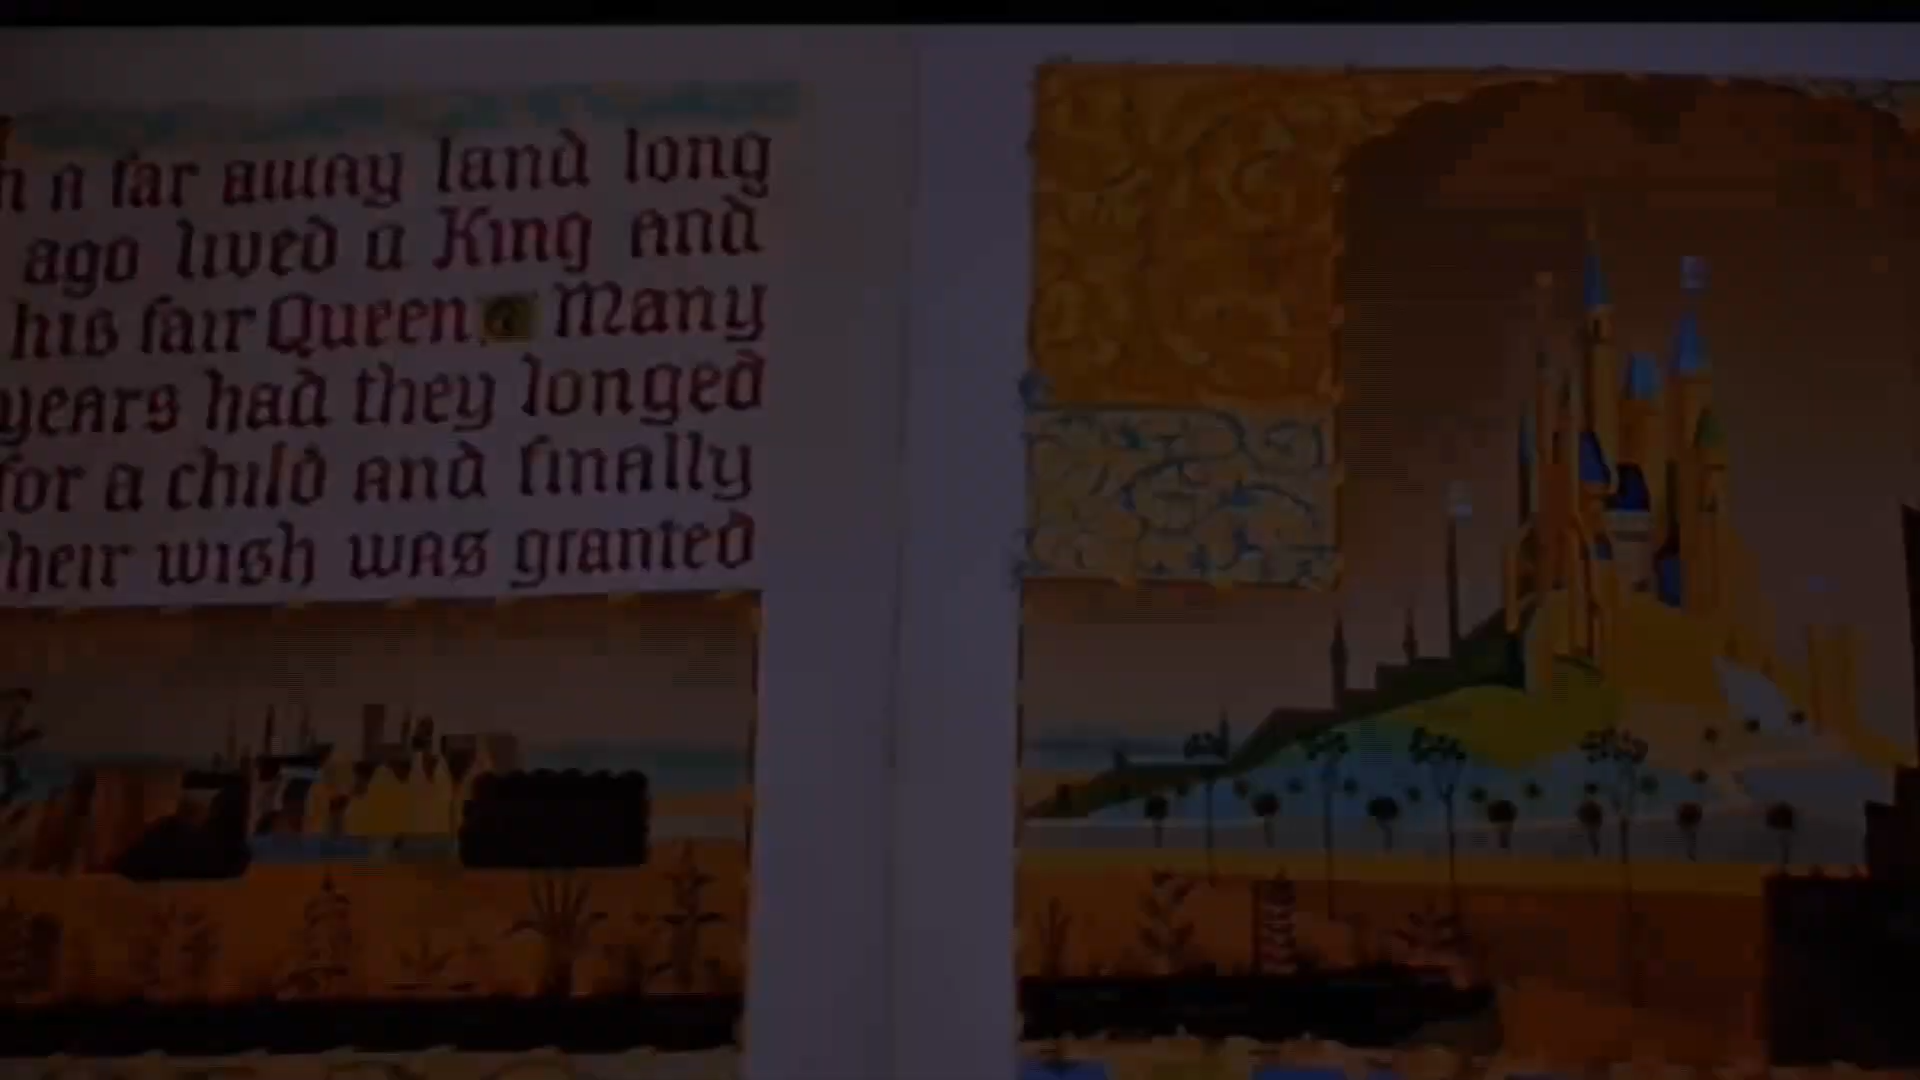 n a far away land long
ago lived a King and
his fair Queen. Many
years had they longed
for a child and finally
their wish was granted